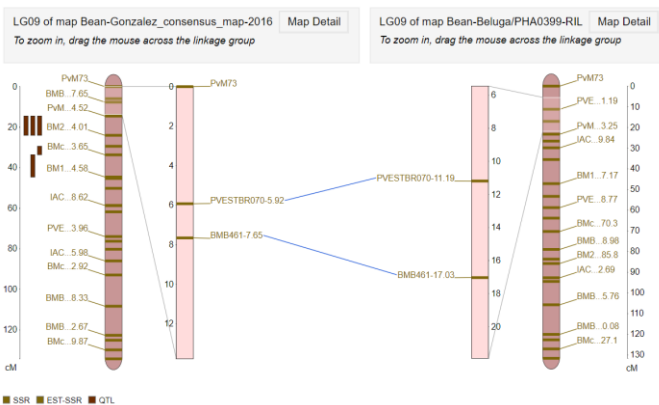 LG09 of map Bean-Gonzalez_consensus_map-2016
Map Detail
To zoom in, drag the mouse across the linkage group
LG09 of map Bean-Beluga/PHA0399-RIL
Map Detail
To zoom in, drag the mouse across the linkage group
0
20
40
60
80
100
120
cM
PvM73
BMB...7.65
PvM...4.52
BM2...4.01
BMc...3.65
BM1...4.58
IAC...8.62
PVE...3.96
IAC...5.98
BMc...2.92
BMB...8.33
BMB...2.67
BMc...9.87
0
2
4
6
8
10
12
PvM73
PVESTBR070-5.92
BMB461-7.65
PVESTBR070-11.19
BMB461-17.03
6
8
10
12
14
16
18
20
PvM73
PVE...1.19
PvM...3.25
IAC...9.84
BM1...7.17
PVE...8.77
BMc...70.3
BMB...8.98
BM2...85.8
IAC...2.69
BMB...5.76
BMB...0.08
BMc...27.1
0
10
20
30
40
50
60
70
80
90
100
110
120
130
cM
SSR EST-SSR QTL